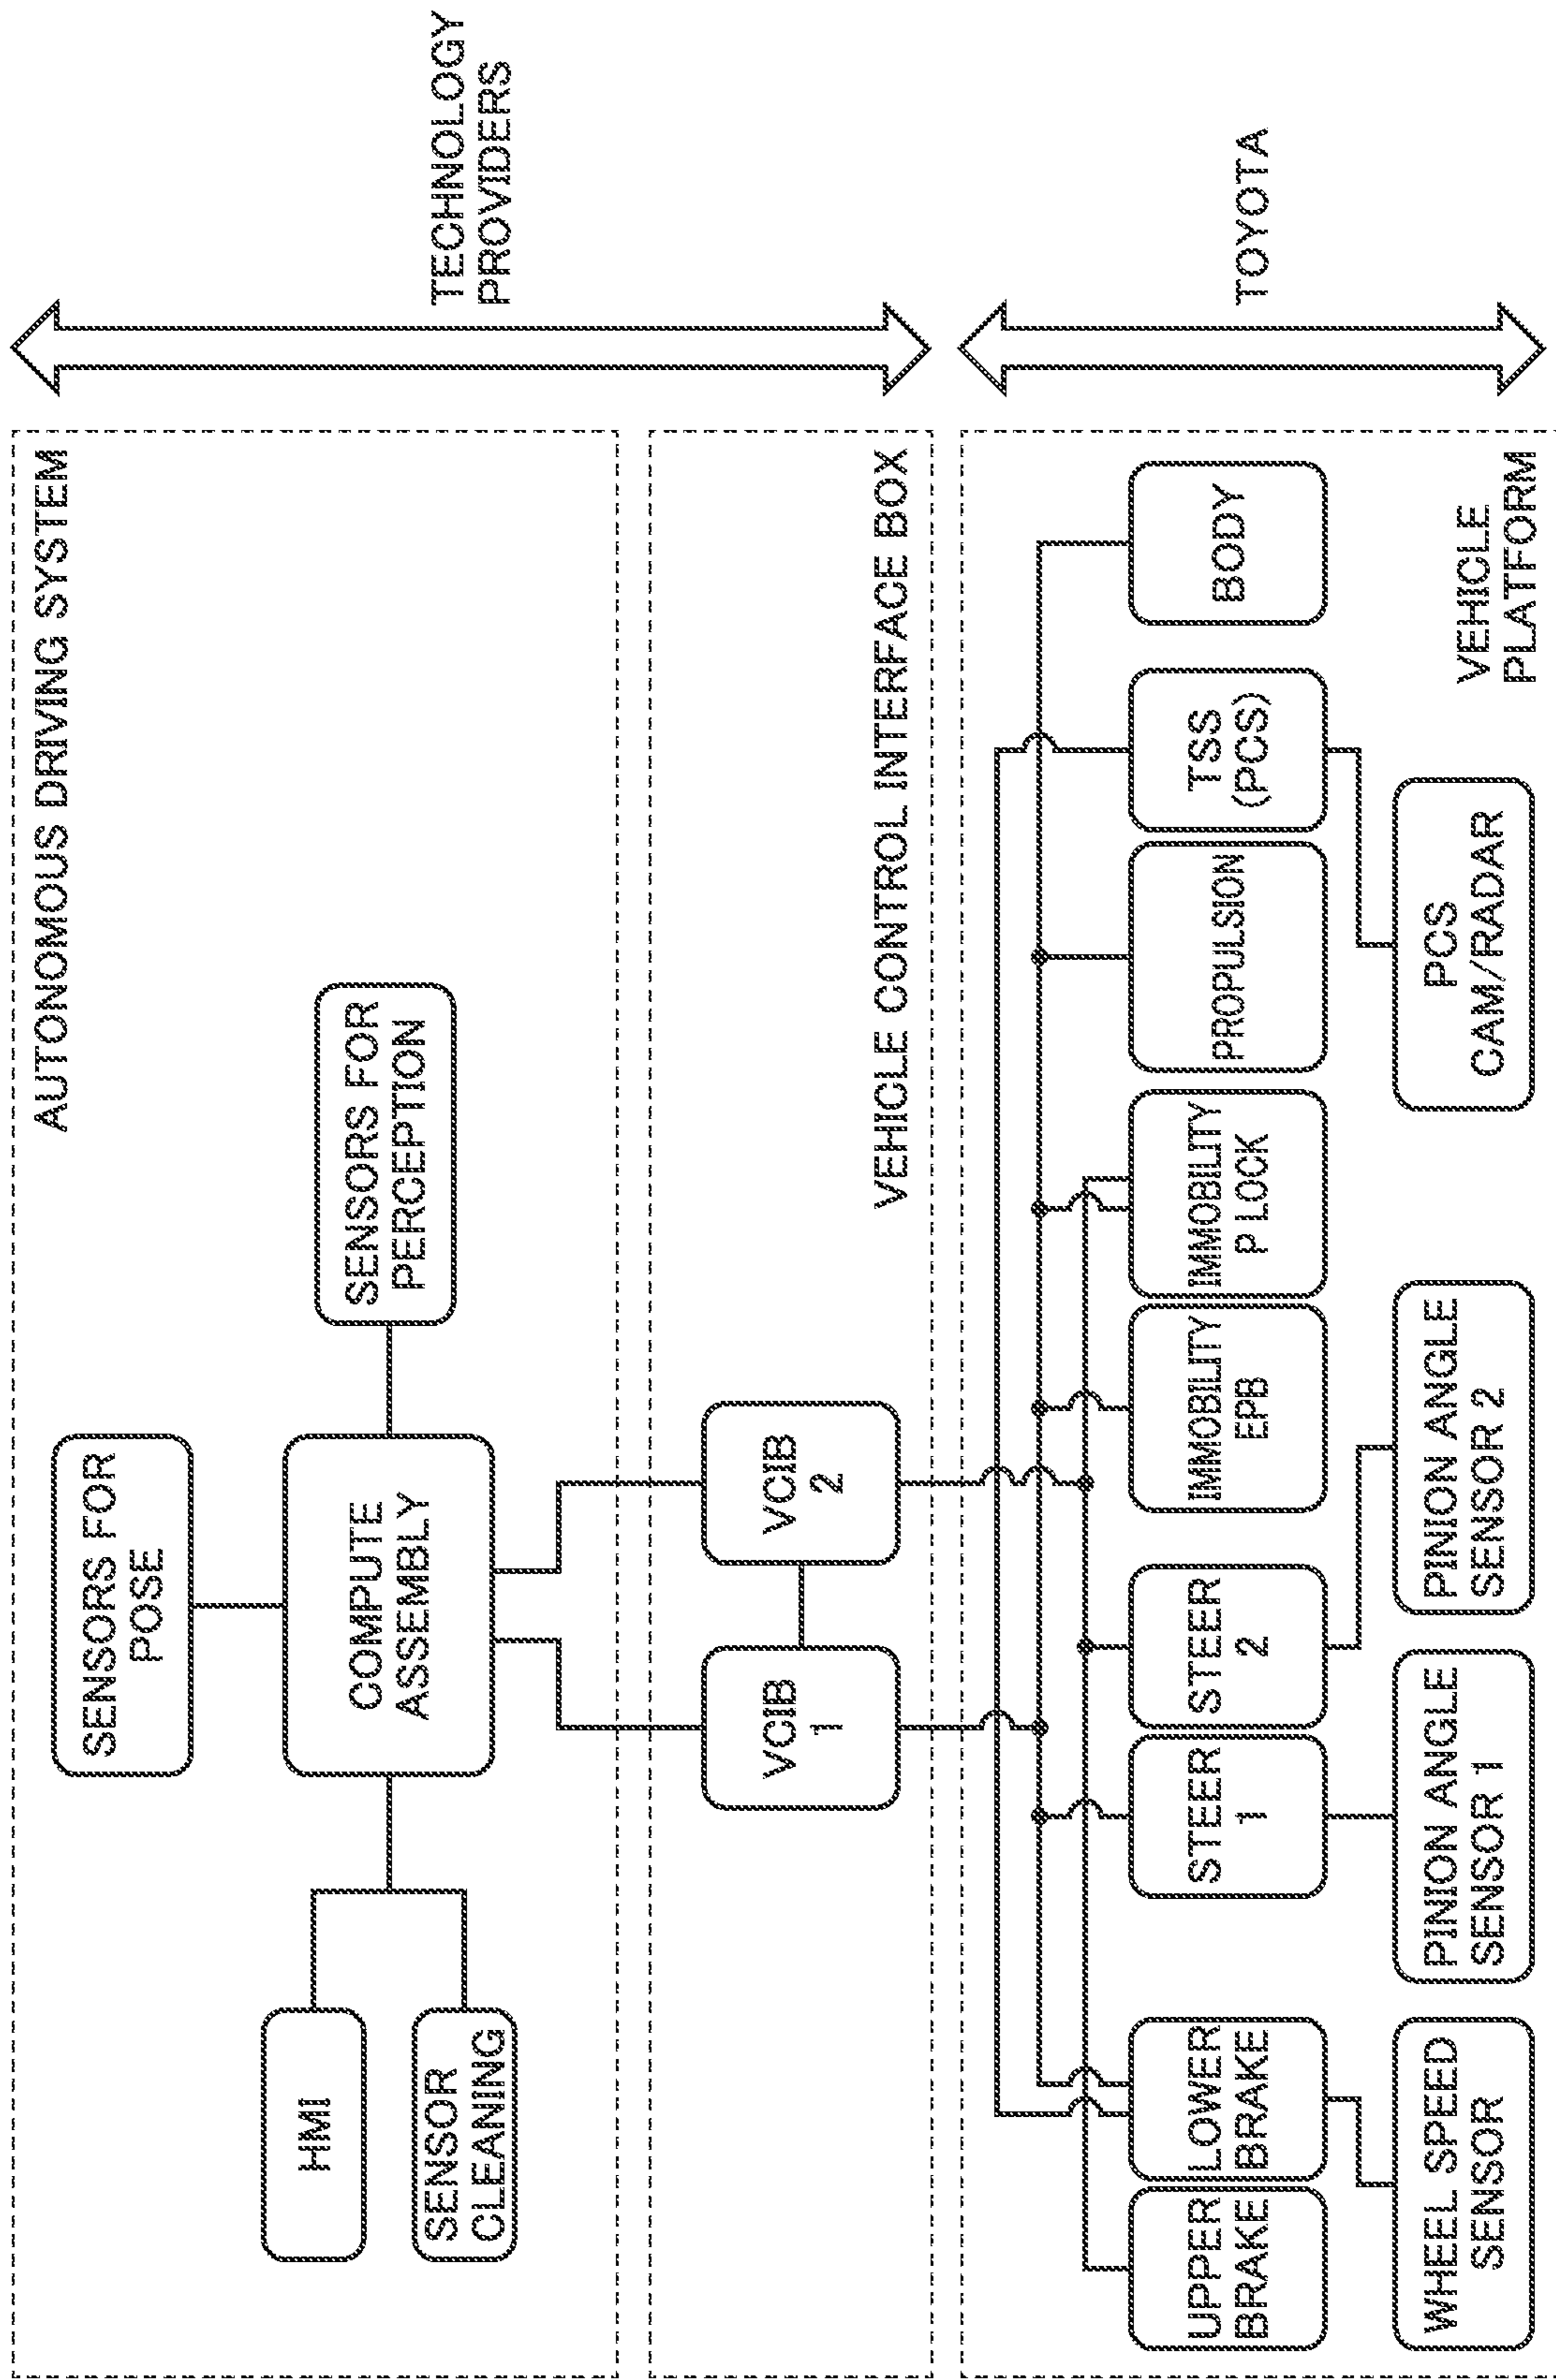 AUTONOMOUS DRIVING SYSTEM
SENSORS FOR
POSE
HMI
SENSOR
CLEANING
COMPUTE
ASSEMBLY
SENSORS FOR
PERCEPTION
TECHNOLOGY
PROVIDERS
VCIB
1
VCIB
2
VEHICLE CONTROL INTERFACE BOX
UPPER
BRAKE
LOWER
BRAKE
STEER
1
STEER
2
IMMOBILITY
EPB
IMMOBILITY
P LOCK
PROPULSION
TSS
(PCS)
BODY
TOYOTA
WHEEL SPEED
SENSOR
PINION ANGLE
SENSOR 1
PINION ANGLE
SENSOR 2
PCS
CAM/RADAR
VEHICLE
PLATFORM